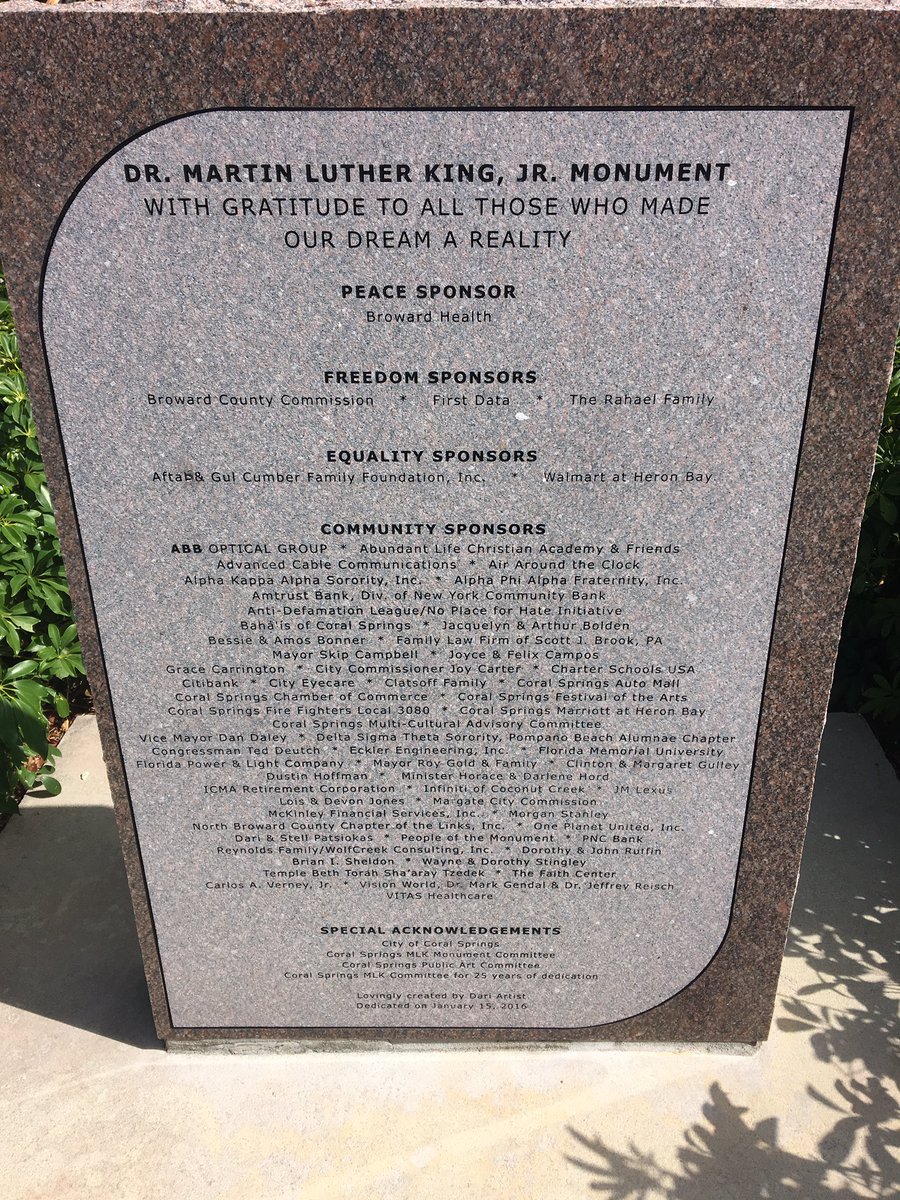 DR. MARTIN LUTHER KING, JR. MONUMENT
WITH GRATITUDE TO ALL THOSE WHO MADE
OUR DREAM A REALITY
PEACE SPONSOR
Broward Health
FREEDOM SPONSORS
Broward County Commission * First Data * The Rahael Family
EQUALITY SPONSORS
Aftab & Gul Cumber Family Foundation, Inc. * Walmart at Heron Bay
COMMUNITY SPONSORS
ABB OPTICAL GROUP * Abundant Life Christian Academy & Friends
Advanced Cable Communications * Air Around the Clock
Alpha Kappa Alpha Sorority, Inc. * Alpha Phi Alpha Fraternity, Inc.
Amtrust Bank, Div. of New York Community Bank
Anti-Defamation League/No Place for Hate Initiative
Bahá'is of Coral Springs * Jacquelyn & Arthur Bolden
Bessie & Amos Bonner * Family Law Firm of Scott J. Brook, PA
Mayor Skip Campbell * Joyce & Felix Campos
Grace Carrington * City Commissioner Joy Carter * Charter Schools USA
Citibank * City Eyecare * Clatsoff Family * Coral Springs Auto Mall
Coral Springs Chamber of Commerce * Coral Springs Festival of the Arts
Coral Springs Fire Fighters Local 3080 * Coral Springs Marriott at Heron Bay
Coral Springs Multi-Cultural Advisory Committee
Vice Mayor Dan Daley * Delta Sigma Theta Sorority, Pompano Beach Alumnae Chapter
Congressman Ted Deutch * Eckler Engineering, Inc. * Florida Memorial University
Florida Power & Light Company * Mayor Roy Gold & Family * Clinton & Margaret Gulley
Dustin Hoffman * Minister Horace & Darlene Hord
ICMA Retirement Corporation * Infiniti of Coconut Creek * JM Lexus
Lois & Devon Jones * Margate City Commission
McKinley Financial Services, Inc. * Morgan Stanley
North Broward County Chapter of the Links, Inc. * One Planet United, Inc.
Dari & Stell Patsiokas * People of the Monument * PNC Bank
Reynolds Family/WolfCreek Consulting, Inc. * Dorothy & John Ruffin
Brian I. Sheldon * Wayne & Dorothy Stingley
Temple Beth Torah Sha'aray Tzedek * The Faith Center
Carlos A. Verney, Jr. * Vision World, Dr. Mark Gendal & Dr. Jeffrey Reisch
VITAS Healthcare
SPECIAL ACKNOWLEDGEMENTS
City of Coral Springs
Coral Springs MLK Monument Committee
Coral Springs Public Art Committee
Coral Springs MLK Committee for 25 years of dedication
Lovingly created by Dari Artist
Dedicated on January 15, 2016